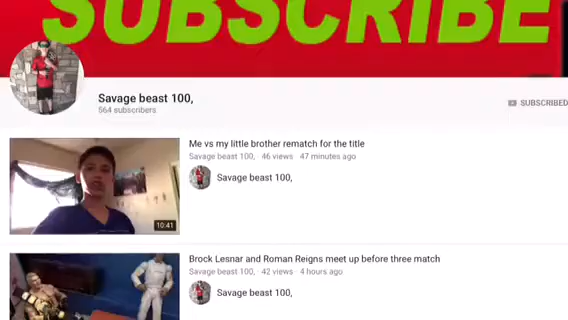 SUBSCRIBE
Savage beast 100,
564 subscribers
SUBSCRIBED
Me vs my little brother rematch for the title
Savage beast 100, · 46 views · 47 minutes ago
Savage beast 100,
10:41
Brock Lesnar and Roman Reigns meet up before three match
Savage beast 100, · 42 views · 4 hours ago
Savage beast 100,